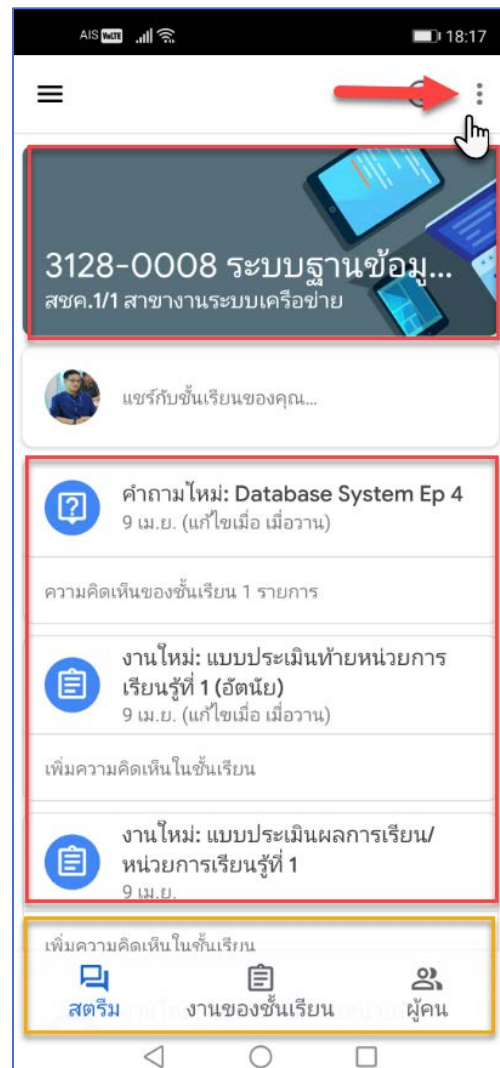 AIS VoLTE 18:17
3128-0008 ระบบฐานข้อมู...
สชค.1/1 สาขางานระบบเครือข่าย
แชร์กับชั้นเรียนของคุณ...
คำถามใหม่: Database System Ep 4
9 เม.ย. (แก้ไขเมื่อ เมื่อวาน)
ความคิดเห็นของชั้นเรียน 1 รายการ
งานใหม่: แบบประเมินท้ายหน่วยการ
เรียนรู้ที่ 1 (อัตนัย)
9 เม.ย. (แก้ไขเมื่อ เมื่อวาน)
เพิ่มความคิดเห็นในชั้นเรียน
งานใหม่: แบบประเมินผลการเรียน/
หน่วยการเรียนรู้ที่ 1
9 เม.ย.
เพิ่มความคิดเห็นในชั้นเรียน
สตรีม งานของชั้นเรียน ผู้คน